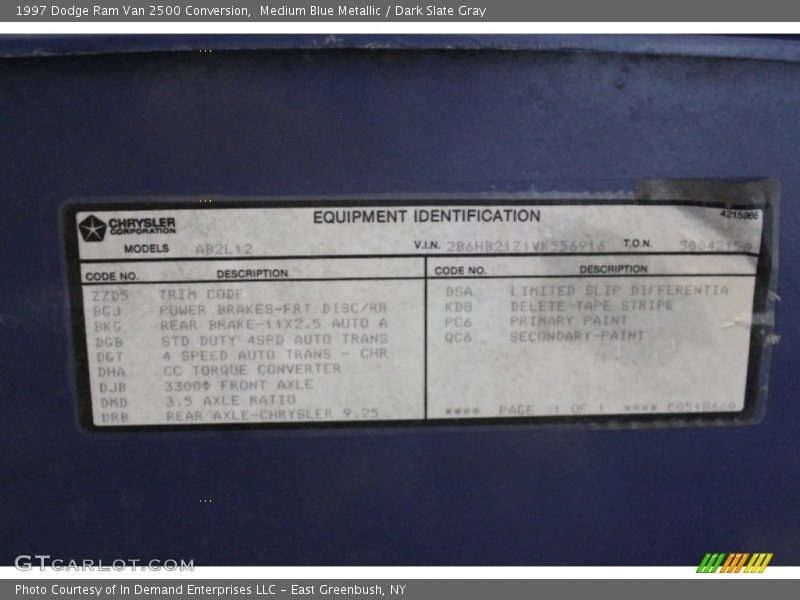 1997 Dodge Ram Van 2500 Conversion, Medium Blue Metallic / Dark Slate Gray
CHRYSLER CORPORATION
EQUIPMENT IDENTIFICATION
4215966
MODELS AB2L12 V.I.N. 2B6HB21Z1VK556916 T.O.N.
CODE NO. DESCRIPTION
ZZD5 TRIM CODE
BGJ POWER BRAKES-FRT DISC/RR
BKG REAR BRAKE-11X2.5 AUTO A
DGB STD DUTY 4SPD AUTO TRANS
DGT 4 SPEED AUTO TRANS - CHR
DHA CC TORQUE CONVERTER
DJB 3300# FRONT AXLE
DMD 3.5 AXLE RATIO
DRB REAR AXLE-CHRYSLER 9.25
CODE NO. DESCRIPTION
DSA LIMITED SLIP DIFFERENTIA
KD8 DELETE TAPE STRIPE
PC6 PRIMARY PAINT
QC6 SECONDARY-PAINT
**** PAGE 1 OF 1 ****
GTCARLOT.COM
Photo Courtesy of In Demand Enterprises LLC - East Greenbush, NY